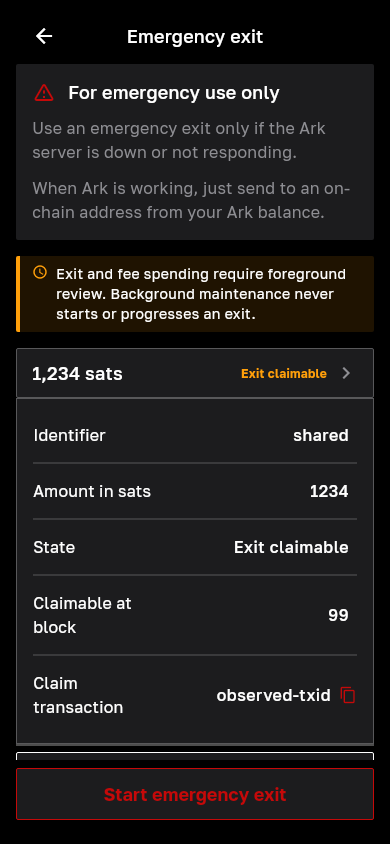 Emergency exit
For emergency use only
Use an emergency exit only if the Ark
server is down or not responding.
When Ark is working, just send to an on-
chain address from your Ark balance.
Exit and fee spending require foreground
review. Background maintenance never
starts or progresses an exit.
1,234 sats Exit claimable
Identifier shared
Amount in sats 1234
State Exit claimable
Claimable at
block 99
Claim
transaction observed-txid
Start emergency exit